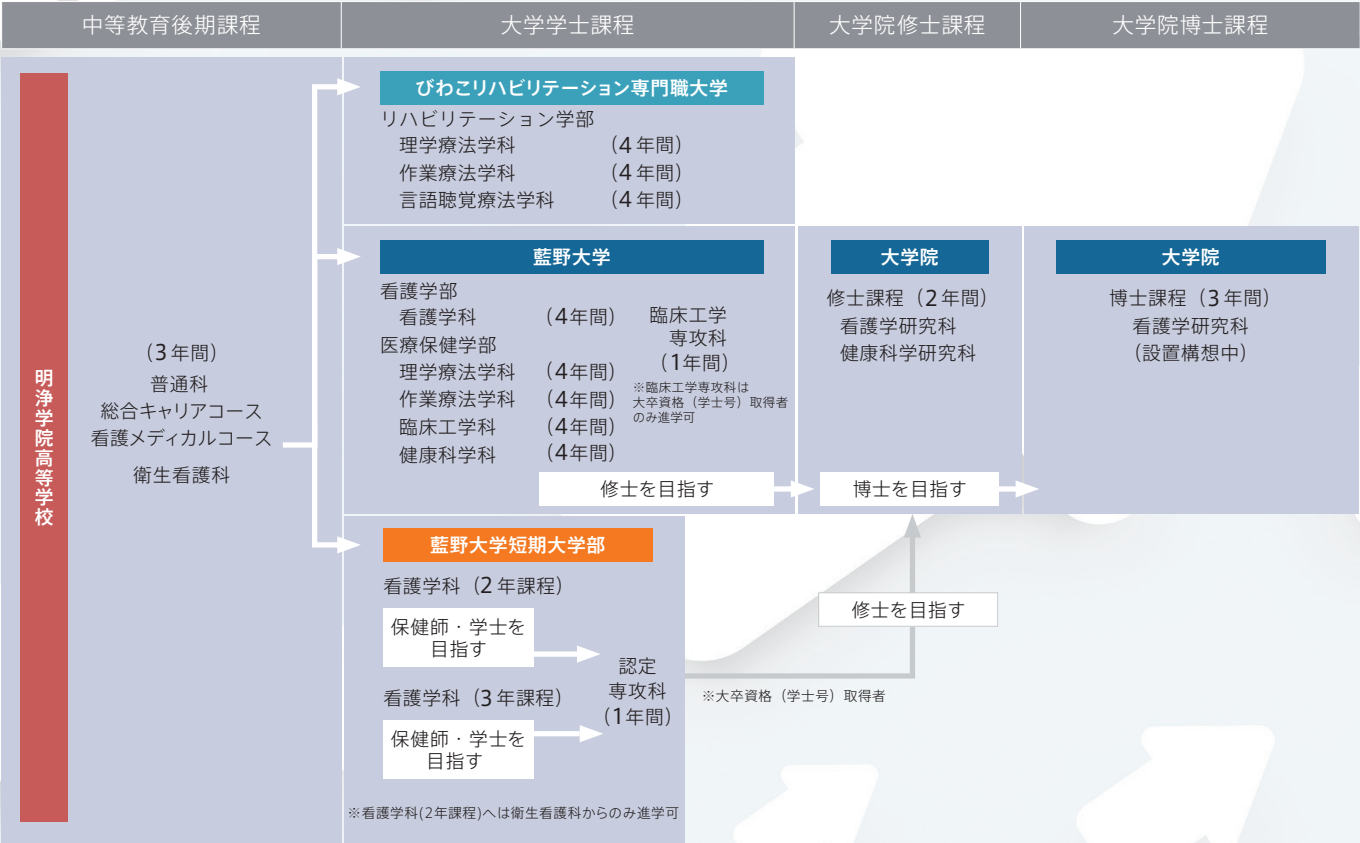 中等教育後期課程
大学学士課程
大学院修士課程
大学院博士課程
明浄学院高等学校
(3年間)
普通科
総合キャリアコース
看護メディカルコース
衛生看護科
びわこリハビリテーション専門職大学
リハビリテーション学部
理学療法学科 (4年間)
作業療法学科 (4年間)
言語聴覚療法学科 (4年間)
藍野大学
看護学部
看護学科 (4年間)
医療保健学部
理学療法学科 (4年間)
作業療法学科 (4年間)
臨床工学科 (4年間)
健康科学科 (4年間)
臨床工学
専攻科
(1年間)
※臨床工学専攻科は
大卒資格(学士号)取得者
のみ進学可
修士を目指す
大学院
修士課程(2年間)
看護学研究科
健康科学研究科
博士を目指す
大学院
博士課程(3年間)
看護学研究科
(設置構想中)
藍野大学短期大学部
看護学科(2年課程)
保健師・学士を
目指す
看護学科(3年課程)
保健師・学士を
目指す
認定
専攻科
(1年間)
※看護学科(2年課程)へは衛生看護科からのみ進学可
修士を目指す
※大卒資格(学士号)取得者